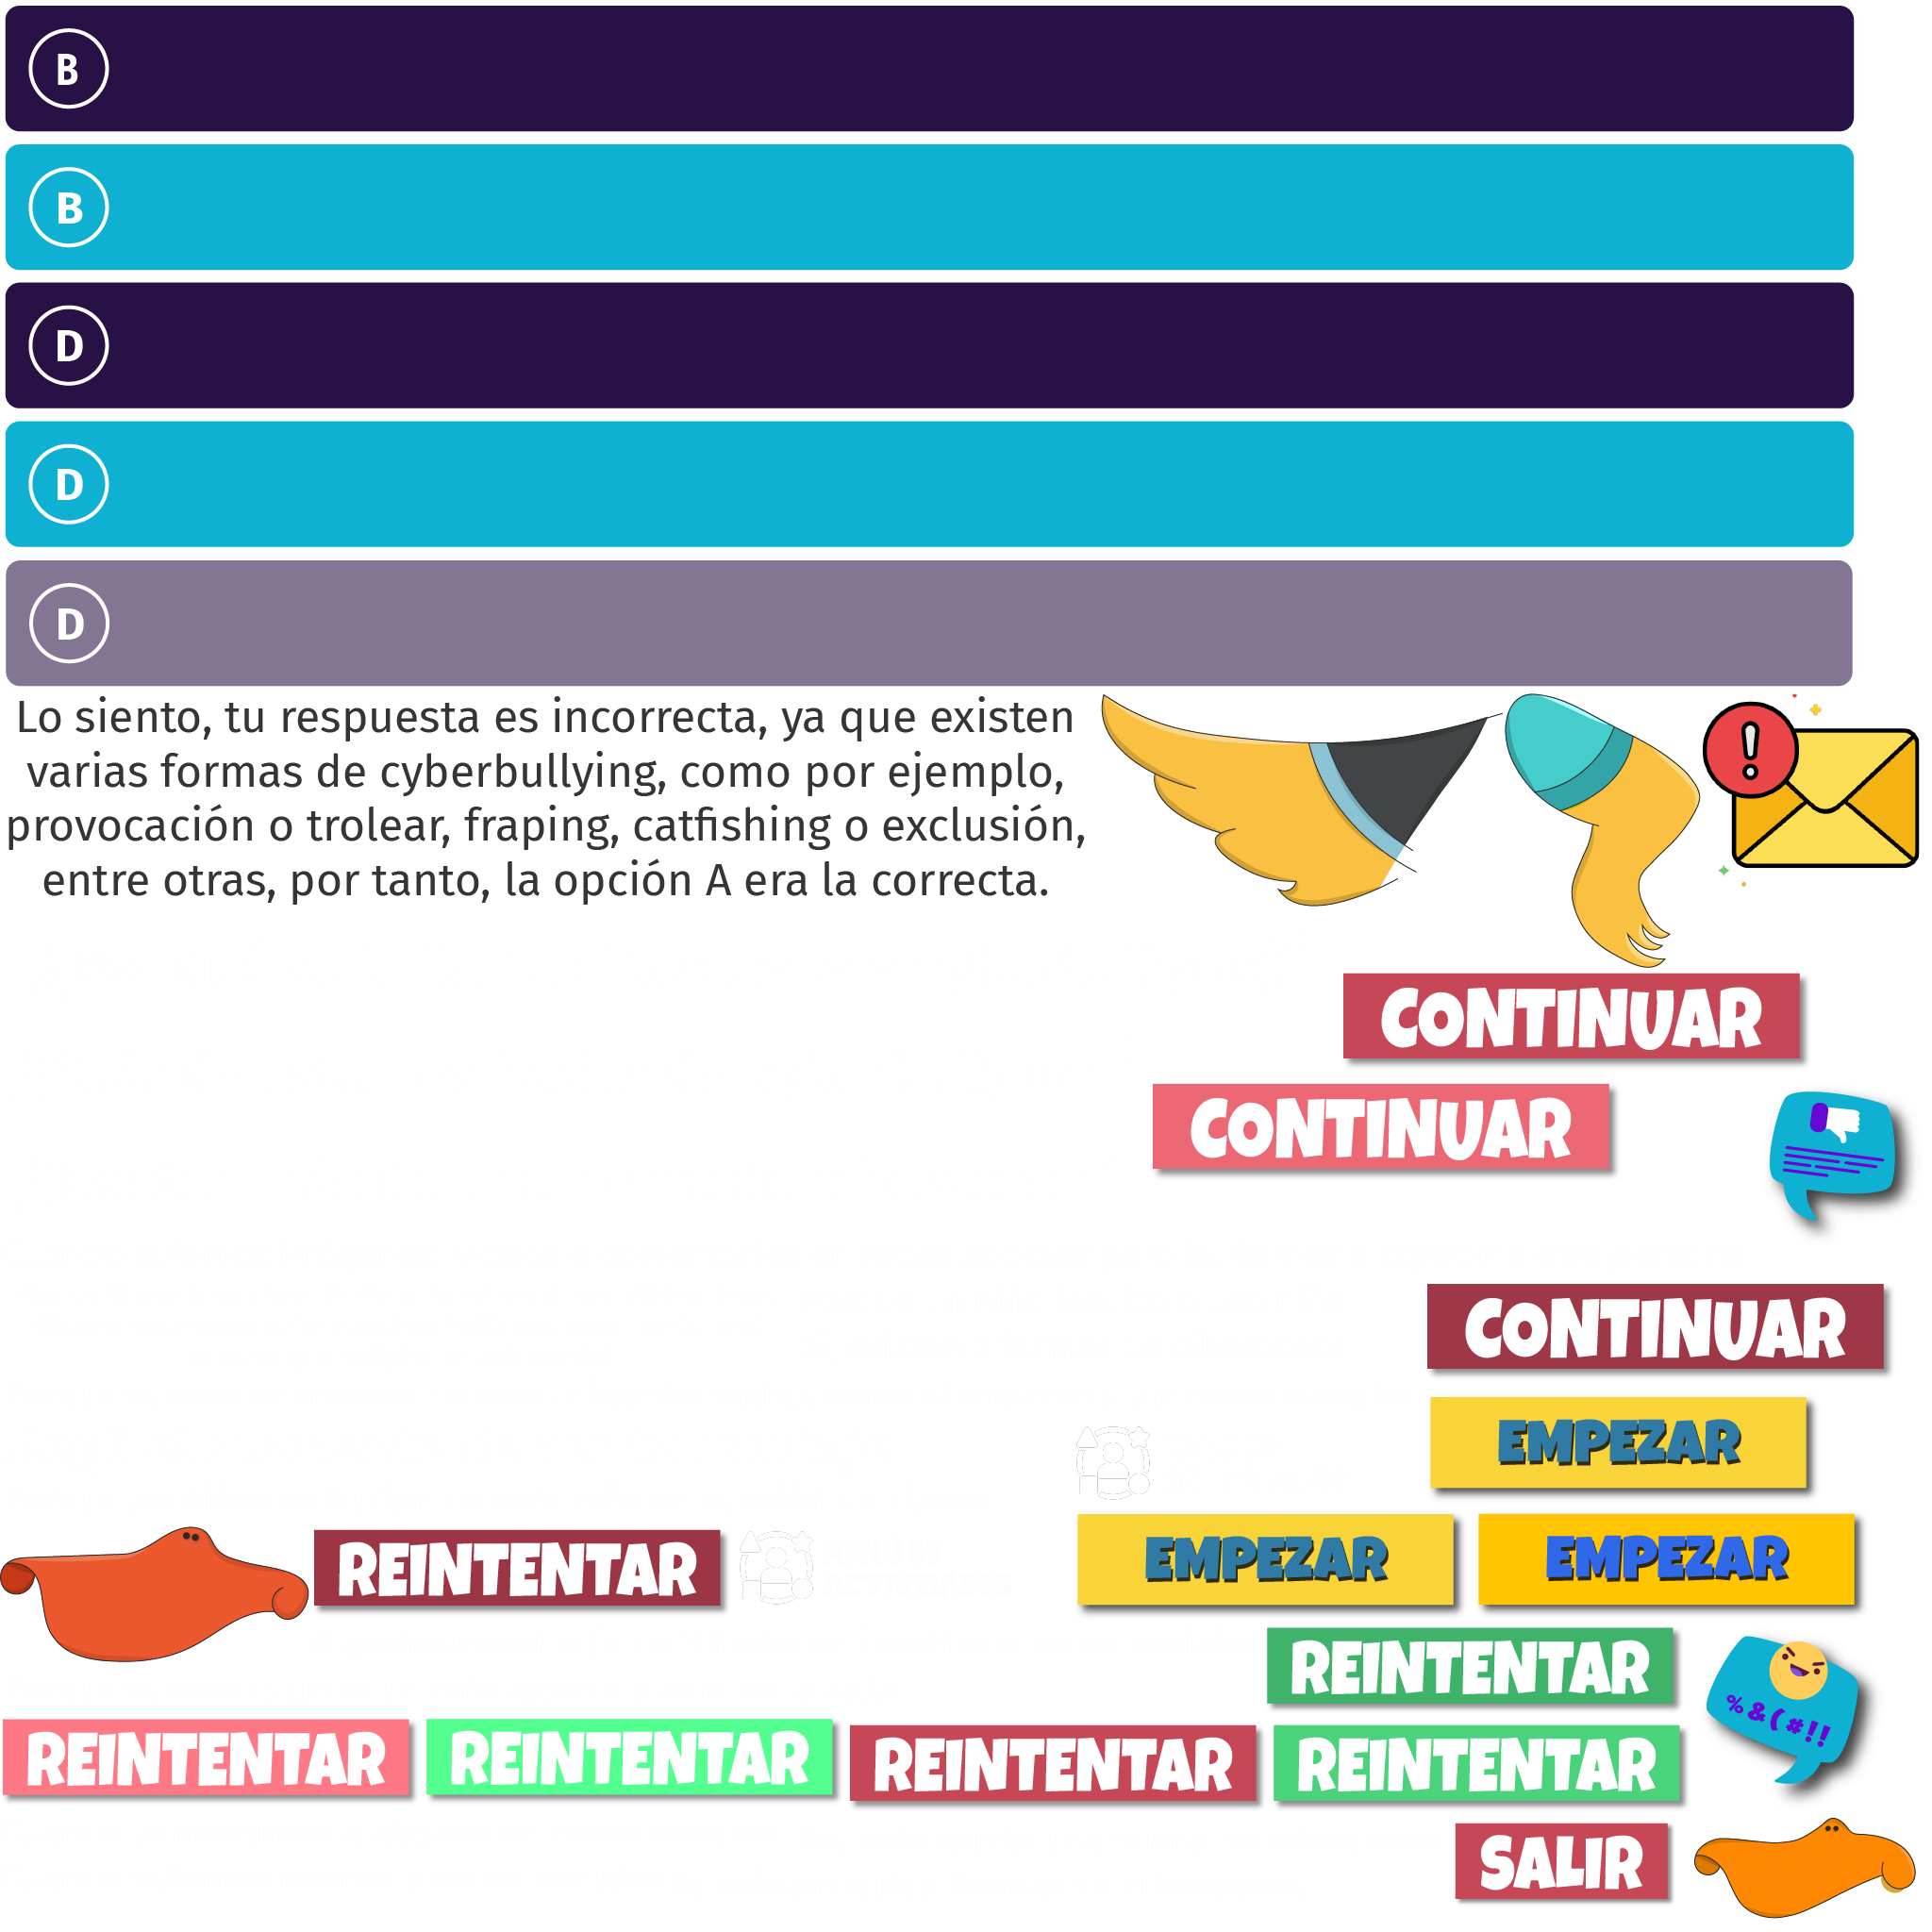 B
B
D
D
D
Lo siento, tu respuesta es incorrecta, ya que existen
varias formas de cyberbullying, como por ejemplo,
provocación o trolear, fraping, catfishing o exclusión,
entre otras, por tanto, la opción A era la correcta.
CONTINUAR
CONTINUAR
CONTINUAR
EMPEZAR
REINTENTAR
EMPEZAR
EMPEZAR
REINTENTAR
%&(#!!
REINTENTAR
REINTENTAR
REINTENTAR
REINTENTAR
SALIR